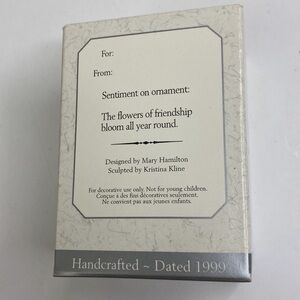 For:
From:
Sentiment on ornament:
The flowers of friendship
bloom all year round.
Designed by Mary Hamilton
Sculpted by Kristina Kline
For decorative use only. Not for young children.
Conçue à des fins décoratives seulement.
Ne convient pas aux jeunes enfants.
Handcrafted ~ Dated 1999